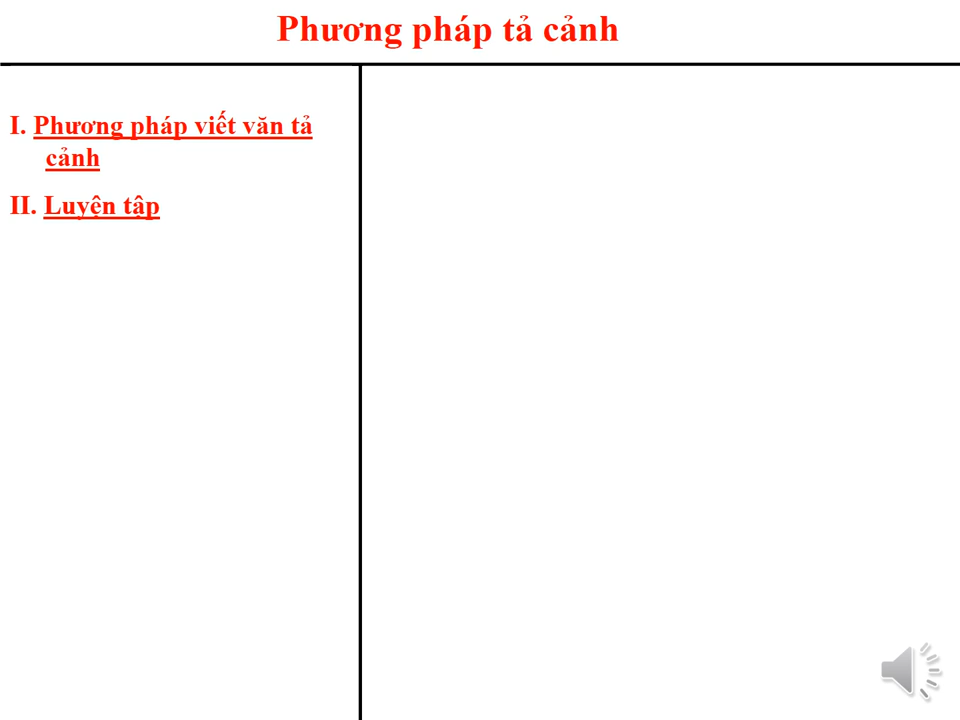 Phương pháp tả cảnh
I. Phương pháp viết văn tả
cảnh
II. Luyện tập